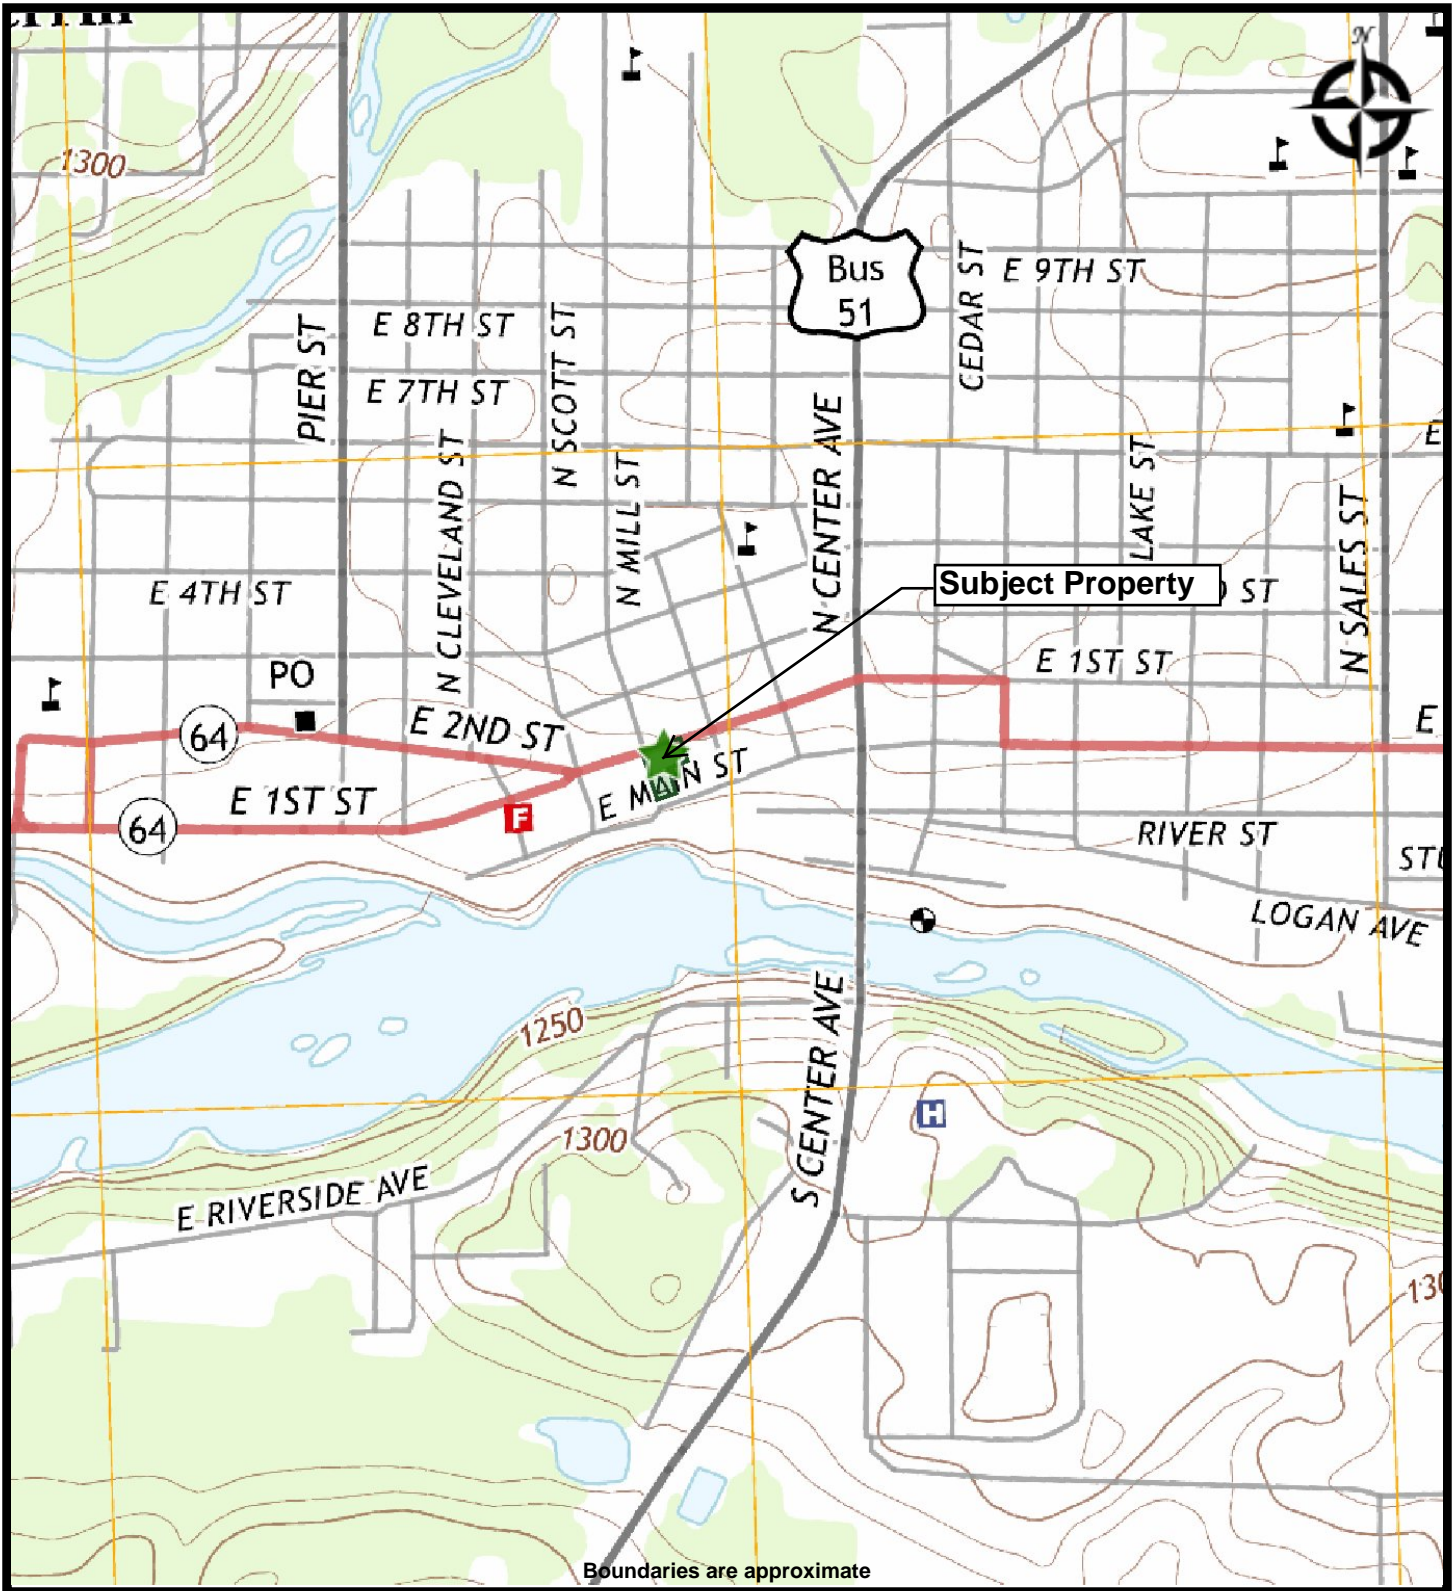 N
1300
Bus
51
CEDAR ST
E 9TH ST
PIER ST
E 8TH ST
N SCOTT ST
E 7TH ST
N CENTER AVE
N CLEVELAND ST
N MILL ST
LAKE ST
E
N SALES ST
Subject Property
ST
E 4TH ST
E 1ST ST
PO
64
E 2ND ST
E
E MAIN ST
E 1ST ST
64
F
RIVER ST
LOGAN AVE
S CENTER AVE
1250
H
1300
E RIVERSIDE AVE
Boundaries are approximate